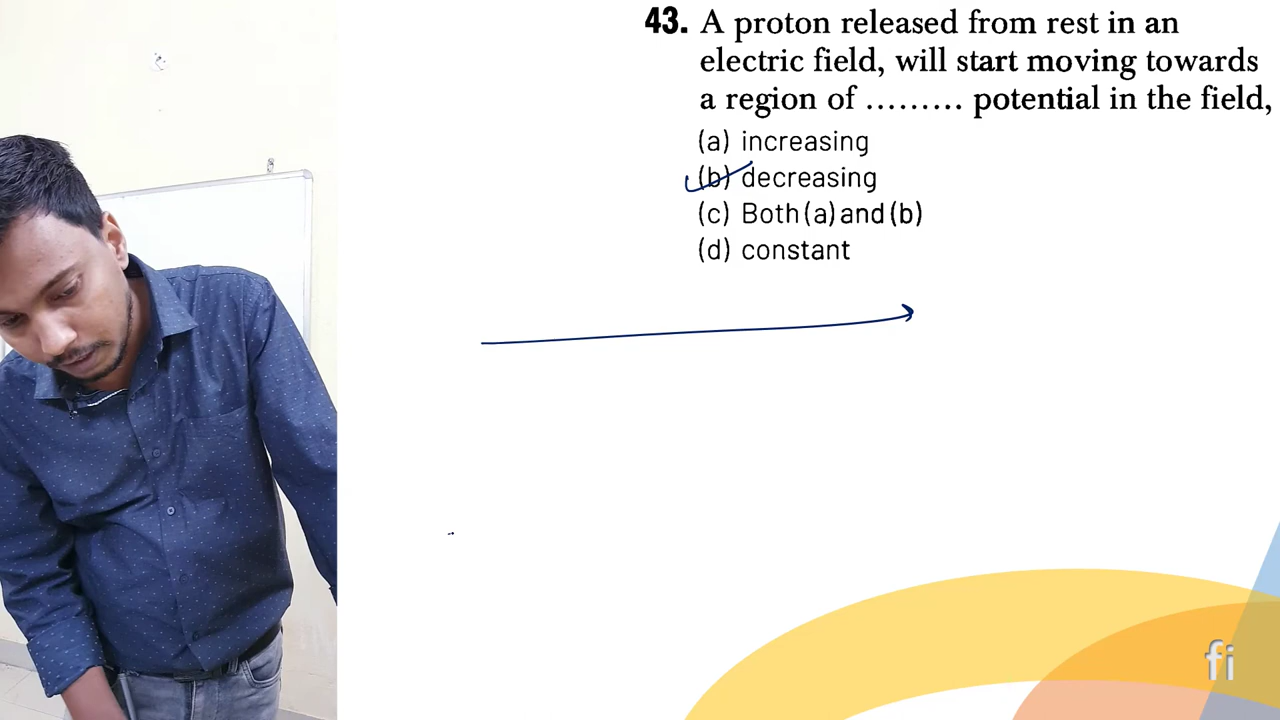 43. A proton released from rest in an
electric field, will start moving towards
a region of ......... potential in the field,
(a) increasing
(b) decreasing
(c) Both (a) and (b)
(d) constant
fi